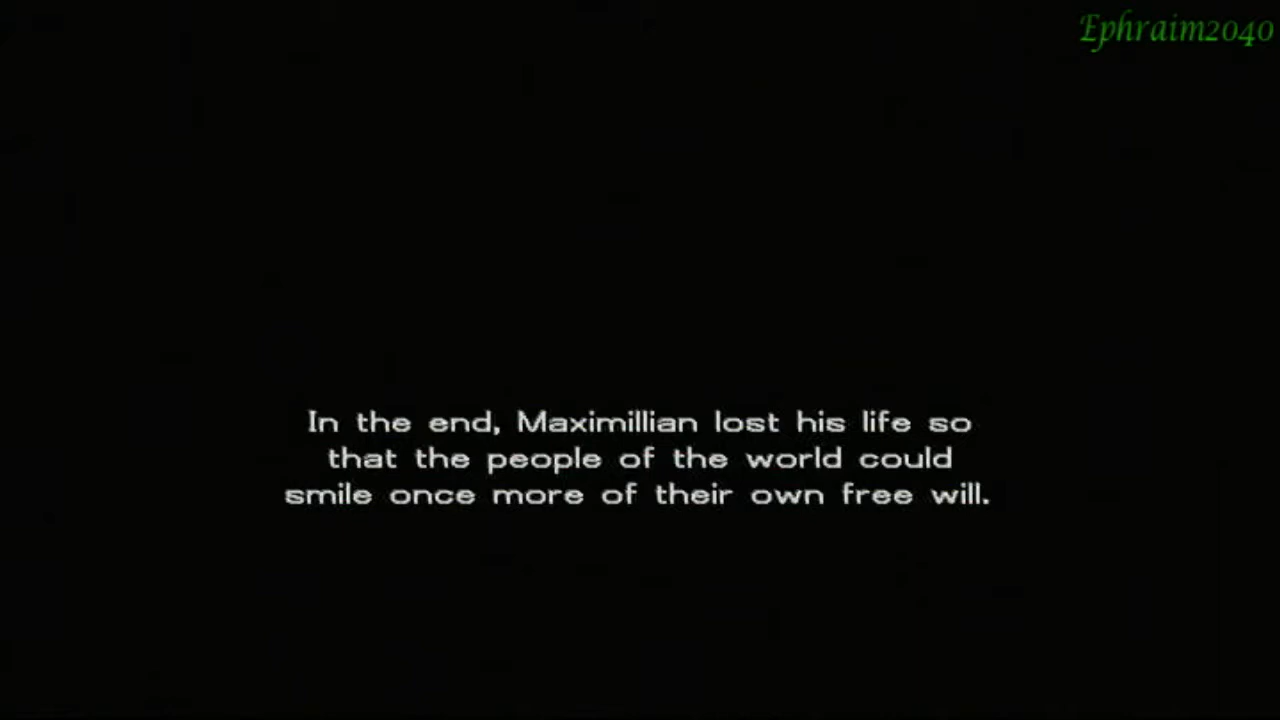 Ephraim2040
In the end, Maximillian lost his life so
that the people of the world could
smile once more of their own free will.